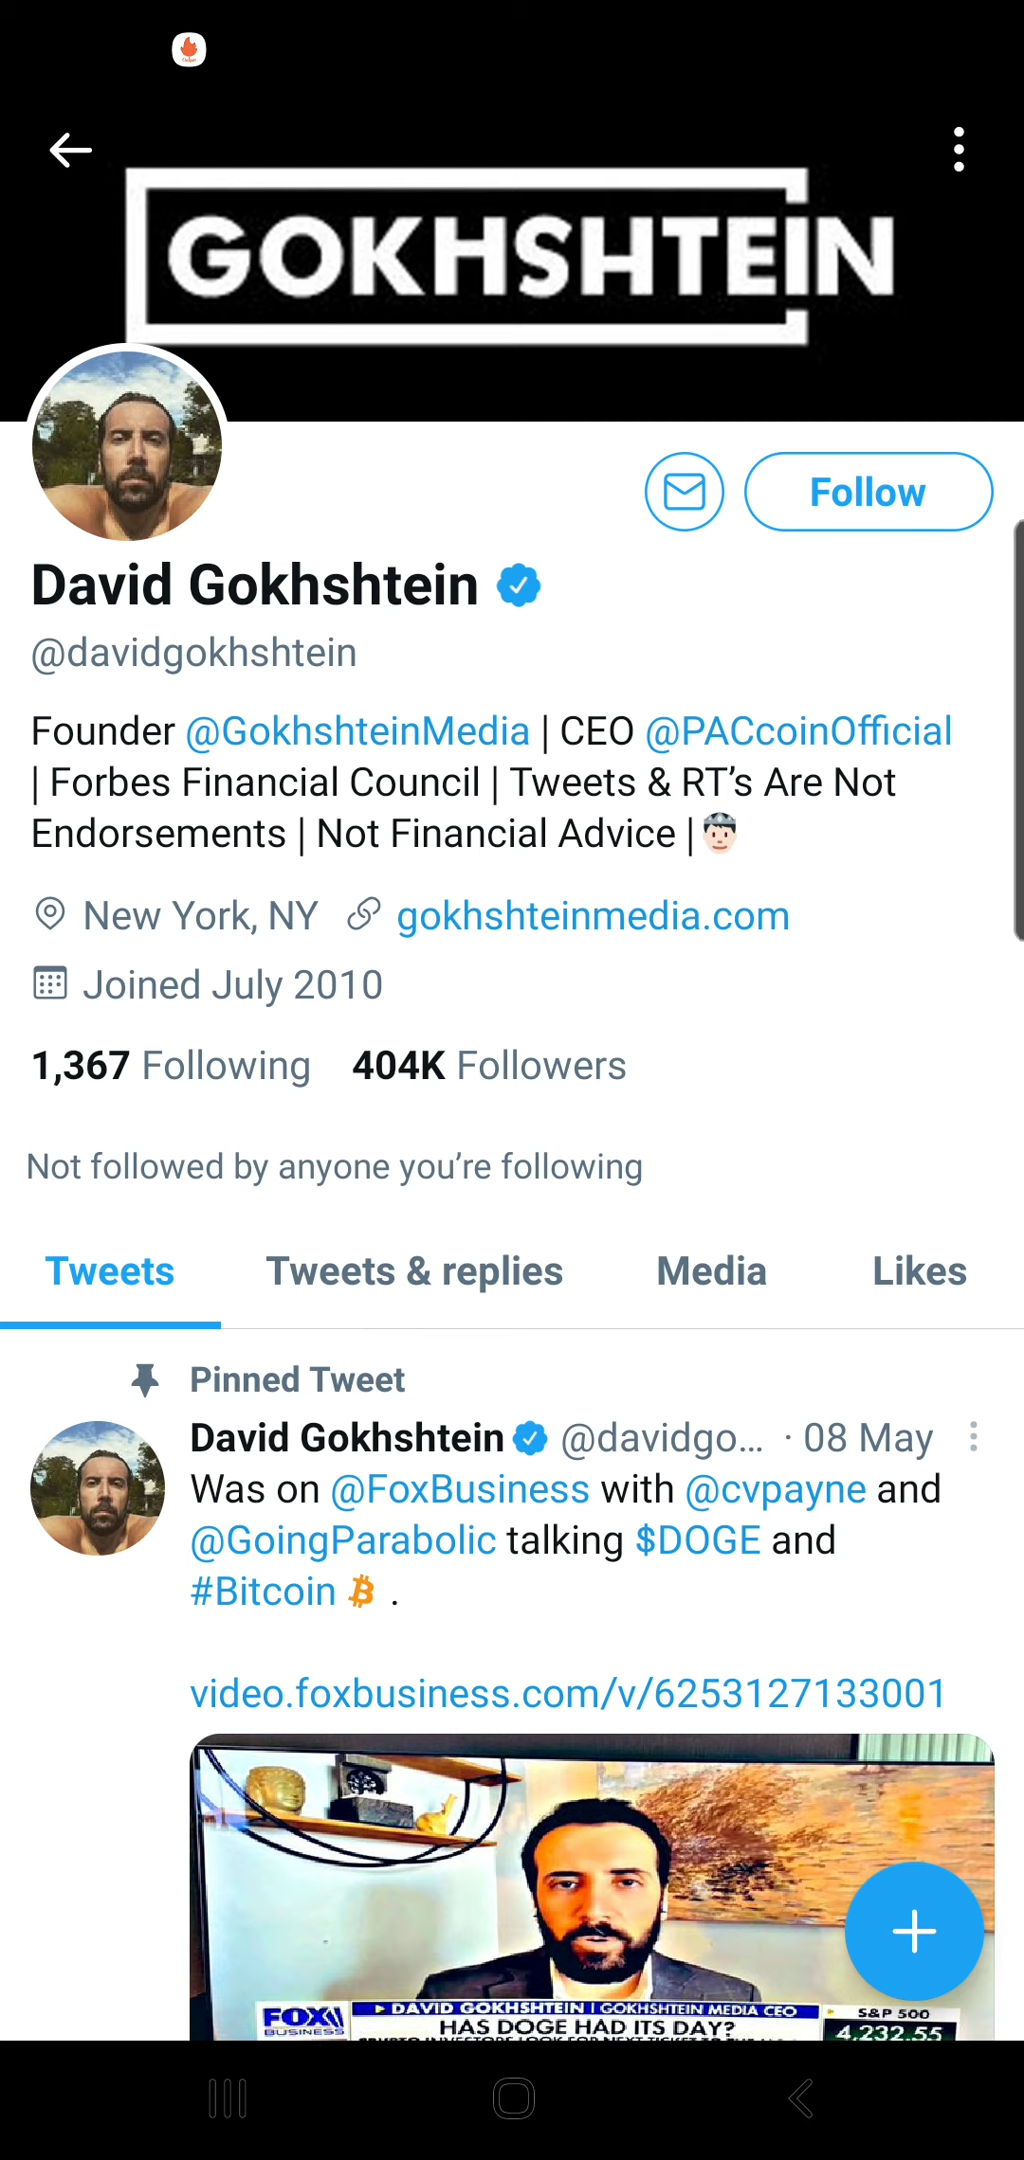 GOKHSHTEIN
Follow
David Gokhshtein
@davidgokhshtein
Founder @GokhshteinMedia | CEO @PACcoinOfficial
| Forbes Financial Council | Tweets & RT’s Are Not
Endorsements | Not Financial Advice |🤴🏻
New York, NY gokhshteinmedia.com
Joined July 2010
1,367 Following 404K Followers
Not followed by anyone you’re following
Tweets Tweets & replies Media Likes
Pinned Tweet
David Gokhshtein @davidgo... · 08 May
Was on @FoxBusiness with @cvpayne and
@GoingParabolic talking $DOGE and
#Bitcoin ₿ .
video.foxbusiness.com/v/6253127133001
FOX BUSINESS
DAVID GOKHSHTEIN | GOKHSHTEIN MEDIA CEO
HAS DOGE HAD ITS DAY?
S&P 500
4,232.55